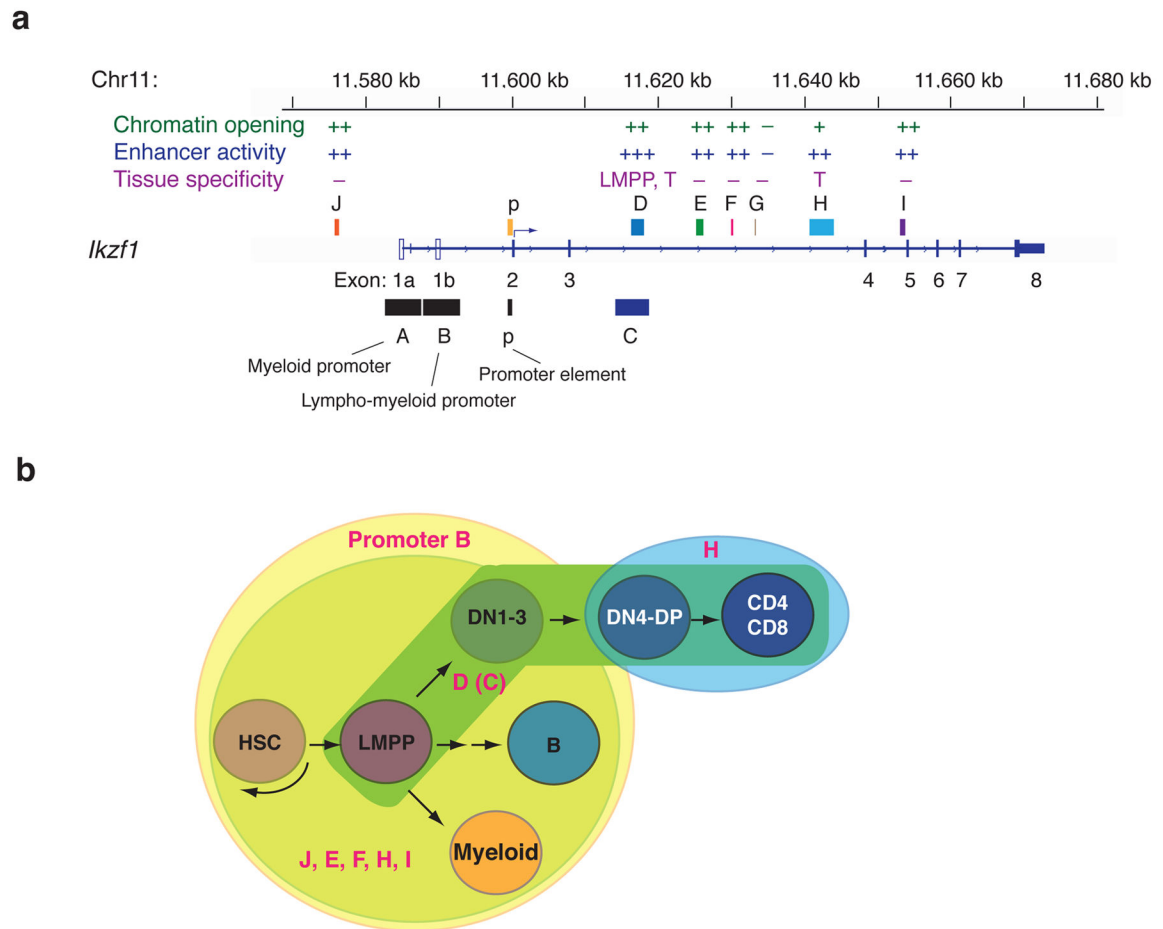 a
Chr11: 11,580 kb 11,600 kb 11,620 kb 11,640 kb 11,660 kb 11,680 kb
Chromatin opening ++ ++ ++ ++ – + ++
Enhancer activity ++ +++ ++ ++ – ++ ++
Tissue specificity – LMPP, T – – – T –
J p D E F G H I
Ikzf1
Exon: 1a 1b 2 3 4 5 6 7 8
A B p C
Myeloid promoter
Promoter element
Lympho-myeloid promoter
b
Promoter B
H
DN1-3
DN4-DP
CD4
CD8
D (C)
HSC
LMPP
B
Myeloid
J, E, F, H, I